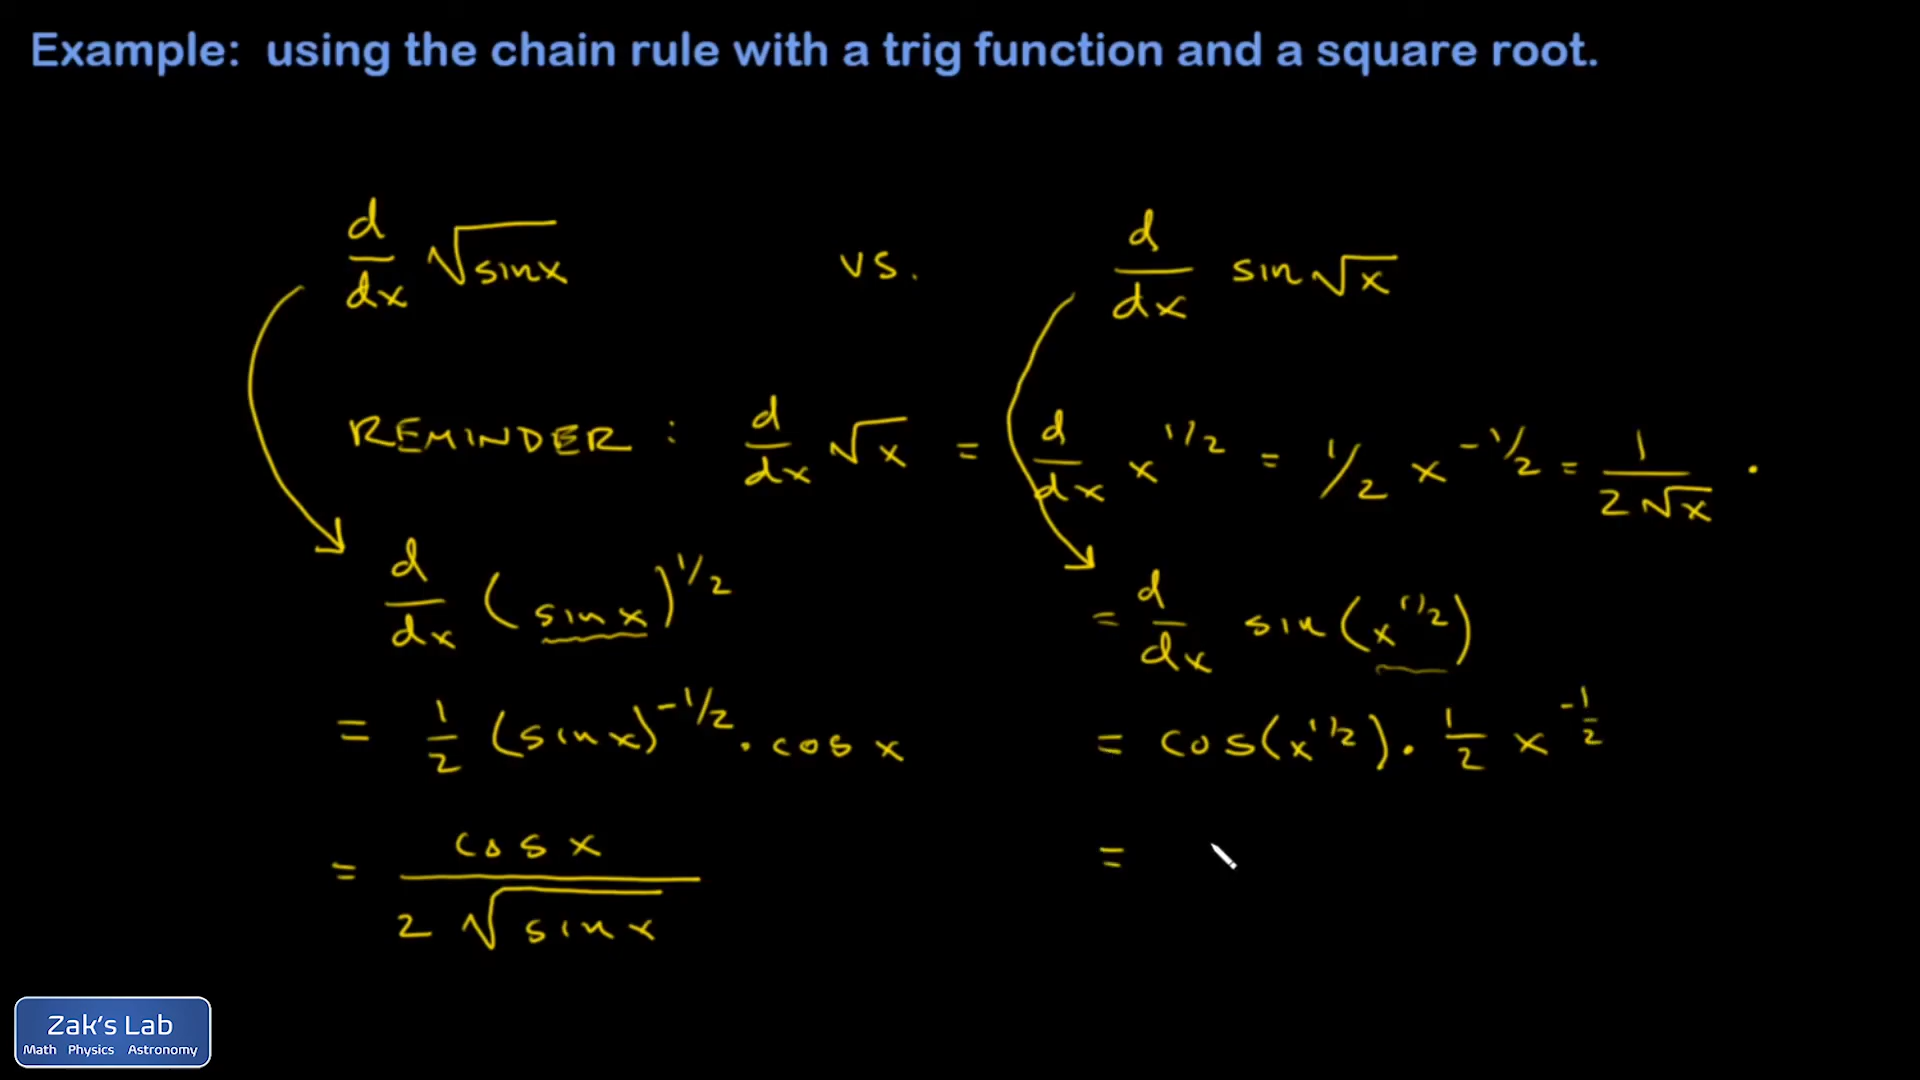 Example: using the chain rule with a trig function and a square root.
d/dx √sinx vs. d/dx sin√x
REMINDER: d/dx √x = d/dx x^1/2 = 1/2 x^-1/2 = 1/(2√x).
d/dx (sin x)^1/2
= d/dx sin(x^1/2)
= 1/2 (sinx)^-1/2 · cos x
= cos(x^1/2) · 1/2 x^-1/2
= cos x/(2√sin x)
=
Zak's Lab
Math Physics Astronomy